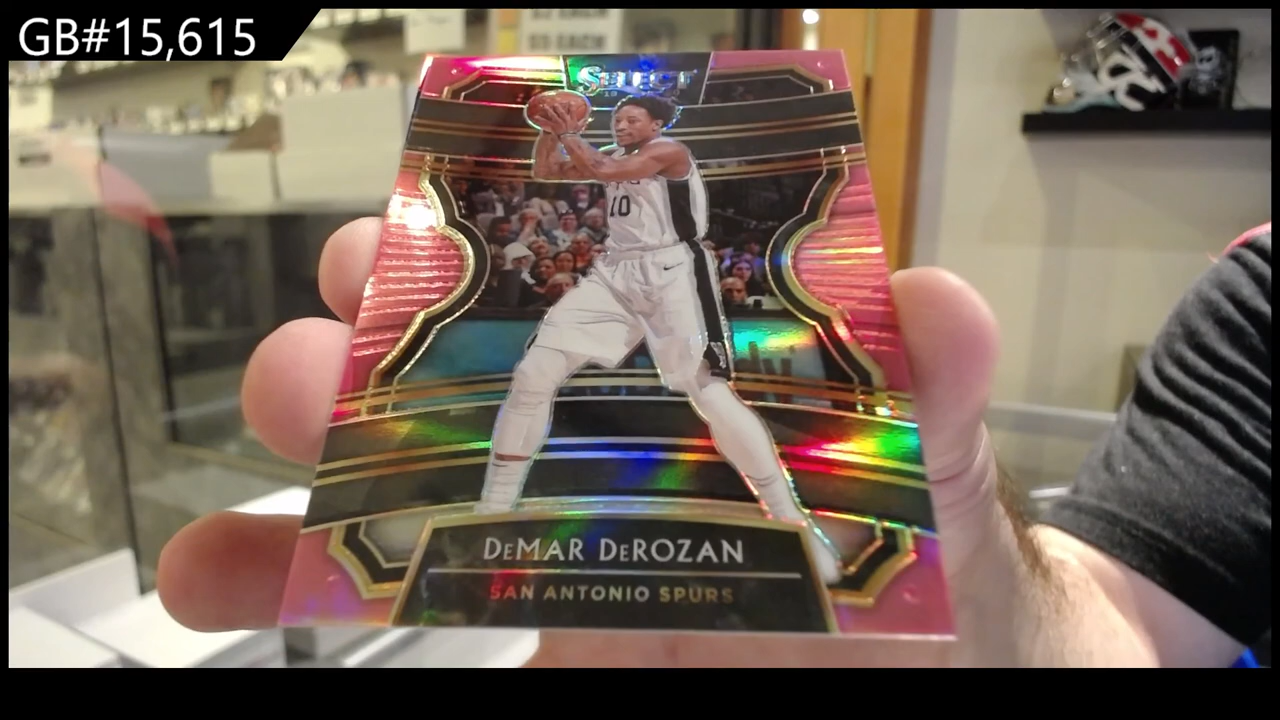 GB#15,615
SELECT
10
DeMAR DeROZAN
SAN ANTONIO SPURS